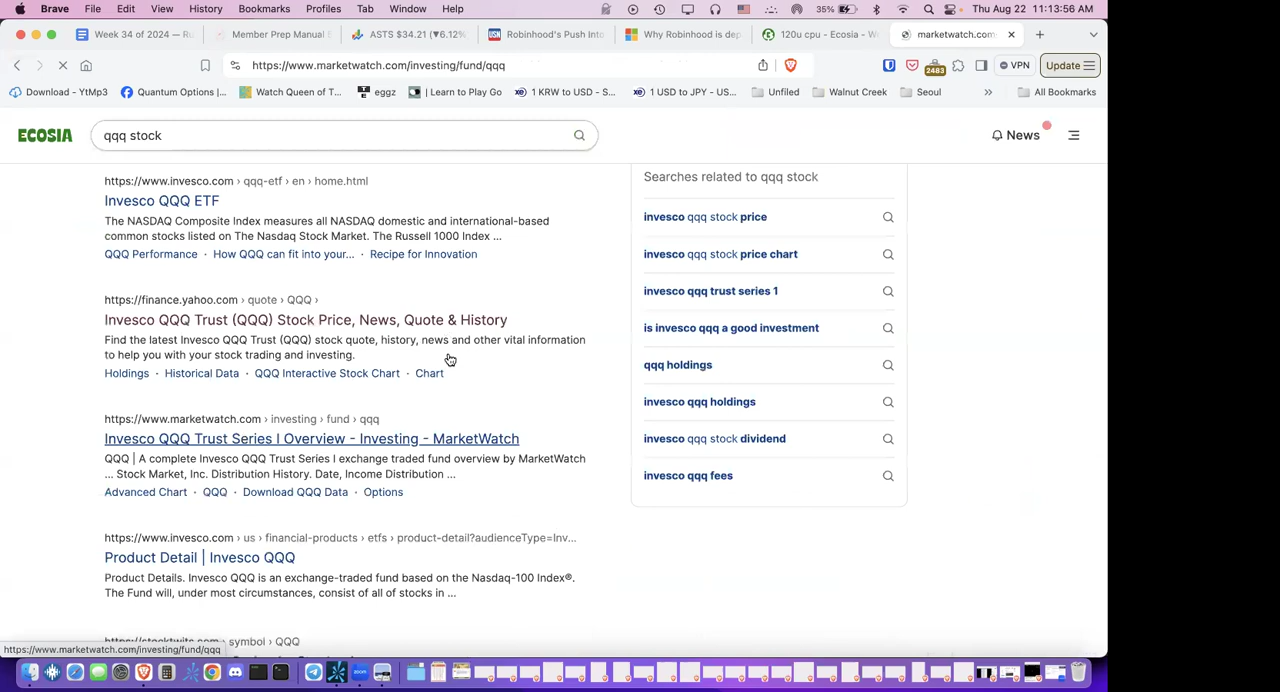 Brave File Edit View History Bookmarks Profiles Tab Window Help 35% Thu Aug 22 11:13:56 AM
Week 34 of 2024 — Ru
Member Prep Manual E
ASTS $34.21 (▼6.12%
Robinhood's Push Into
Why Robinhood is dep
120u cpu - Ecosia - W
marketwatch.com
https://www.marketwatch.com/investing/fund/qqq
2483
VPN
Update
Download - YtMp3
Quantum Options |...
Watch Queen of T...
eggz
| Learn to Play Go
1 KRW to USD - S...
1 USD to JPY - US...
Unfiled
Walnut Creek
Seoul
»
All Bookmarks
ECOSIA
qqq stock
News
https://www.invesco.com › qqq-etf › en › home.html
Invesco QQQ ETF
The NASDAQ Composite Index measures all NASDAQ domestic and international-based
common stocks listed on The Nasdaq Stock Market. The Russell 1000 Index ...
QQQ Performance · How QQQ can fit into your... · Recipe for Innovation
https://finance.yahoo.com › quote › QQQ ›
Invesco QQQ Trust (QQQ) Stock Price, News, Quote & History
Find the latest Invesco QQQ Trust (QQQ) stock quote, history, news and other vital information
to help you with your stock trading and investing.
Holdings · Historical Data · QQQ Interactive Stock Chart · Chart
https://www.marketwatch.com › investing › fund › qqq
Invesco QQQ Trust Series I Overview - Investing - MarketWatch
QQQ | A complete Invesco QQQ Trust Series I exchange traded fund overview by MarketWatch
... Stock Market, Inc. Distribution History. Date, Income Distribution ...
Advanced Chart · QQQ · Download QQQ Data · Options
https://www.invesco.com › us › financial-products › etfs › product-detail?audienceType=Inv...
Product Detail | Invesco QQQ
Product Details. Invesco QQQ is an exchange-traded fund based on the Nasdaq-100 Index®.
The Fund will, under most circumstances, consist of all of stocks in ...
https://stocktwits.com › symbol › QQQ
Searches related to qqq stock
invesco qqq stock price
invesco qqq stock price chart
invesco qqq trust series 1
is invesco qqq a good investment
qqq holdings
invesco qqq holdings
invesco qqq stock dividend
invesco qqq fees
https://www.marketwatch.com/investing/fund/qqq